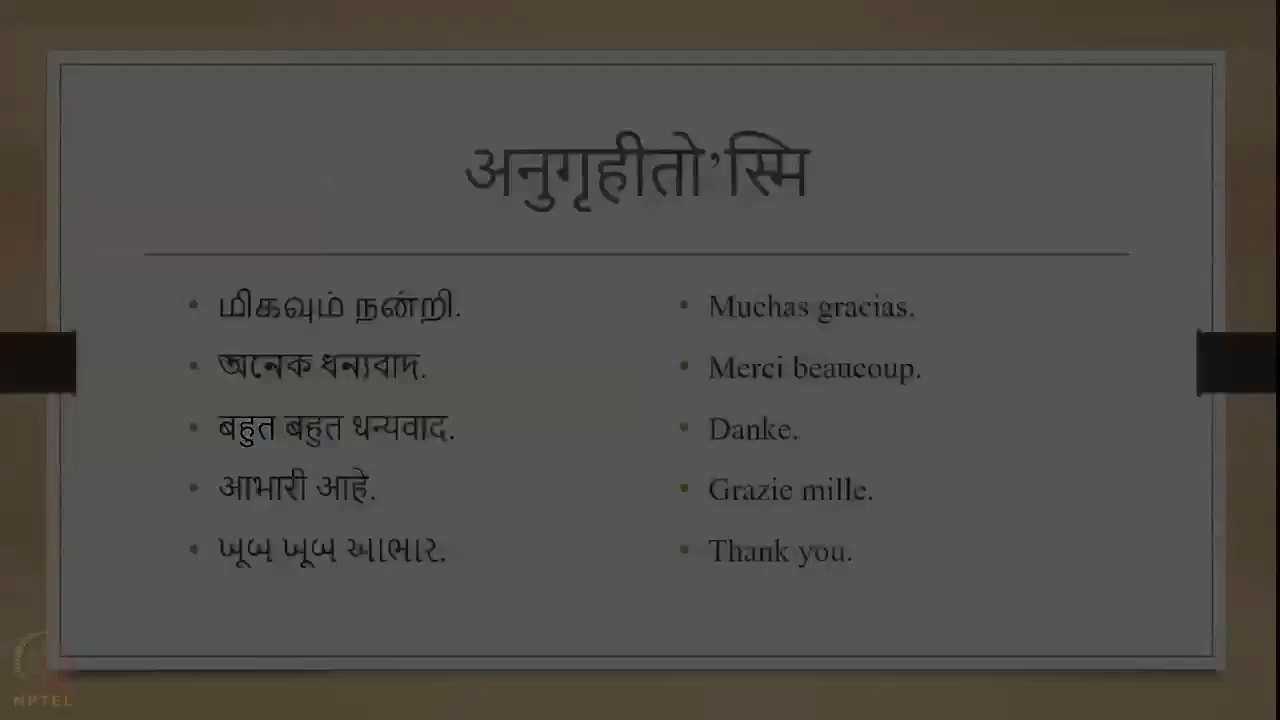 अनुगृहीतो’स्मि
• மிகவும் நன்றி.
• অনেক ধন্যবাদ.
• बहुत बहुत धन्यवाद.
• आभारी आहे.
• ખૂબ ખૂબ આભાર.
• Muchas gracias.
• Merci beaucoup.
• Danke.
• Grazie mille.
• Thank you.
NPTEL